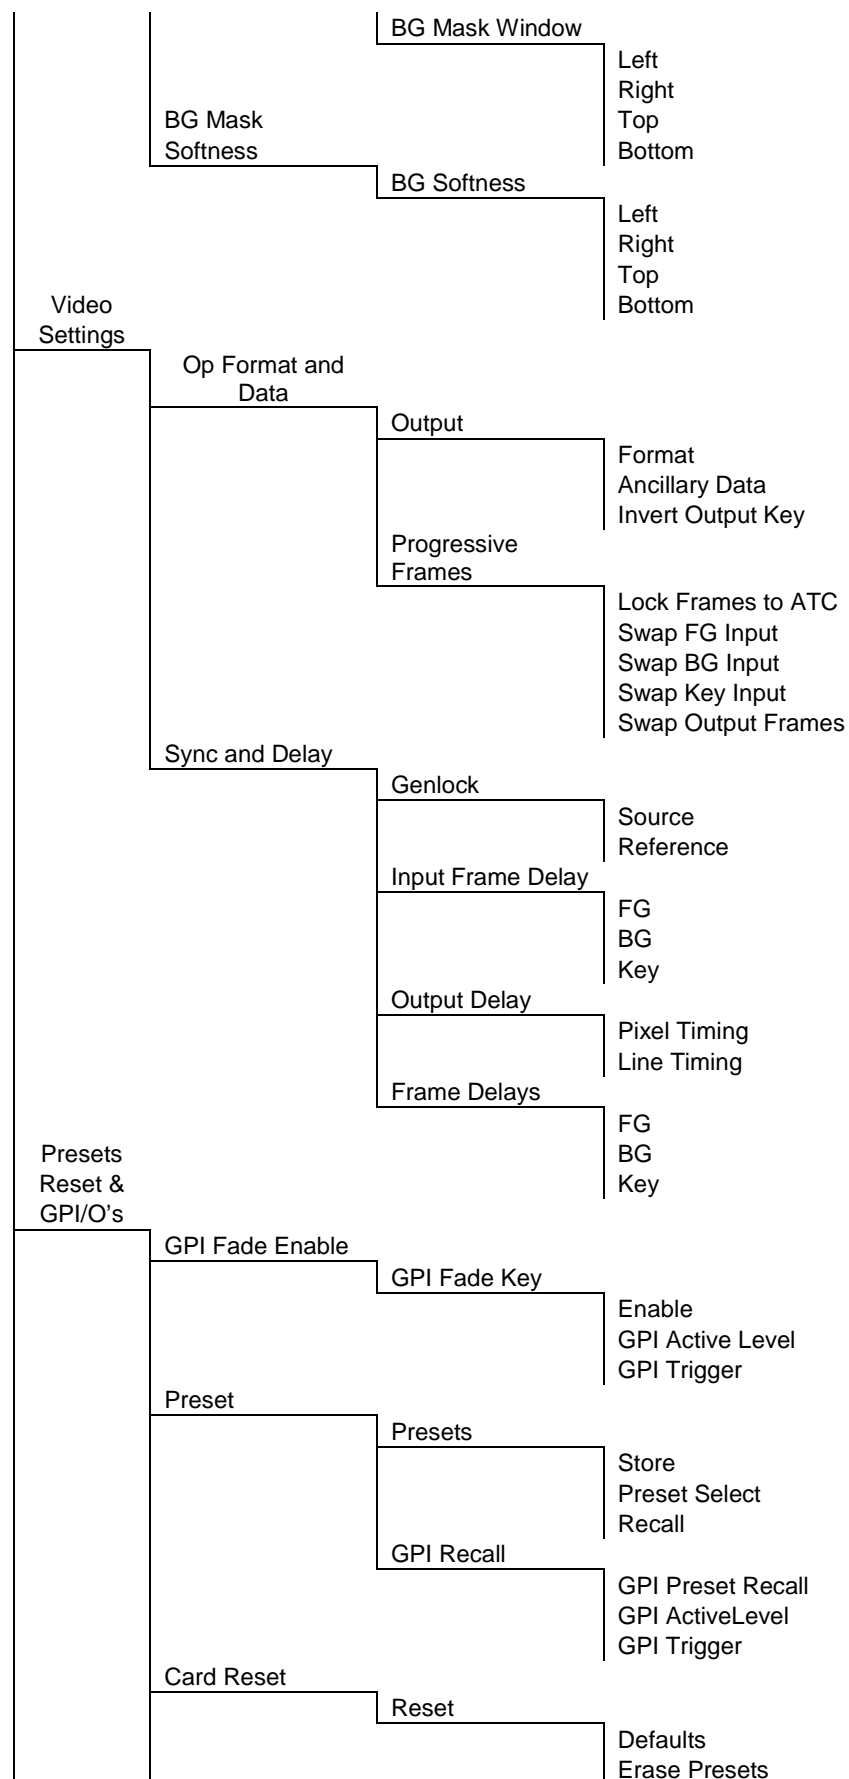 BG Mask Window
Left
Right
BG Mask
Top
Softness
Bottom
BG Softness
Left
Right
Top
Video
Bottom
Settings
Op Format and
Data
Output
Format
Ancillary Data
Invert Output Key
Progressive
Frames
Lock Frames to ATC
Swap FG Input
Swap BG Input
Swap Key Input
Swap Output Frames
Sync and Delay
Genlock
Source
Reference
Input Frame Delay
FG
BG
Key
Output Delay
Pixel Timing
Line Timing
Frame Delays
FG
Presets
BG
Reset &
Key
GPI/O’s
GPI Fade Enable
GPI Fade Key
Enable
GPI Active Level
GPI Trigger
Preset
Presets
Store
Preset Select
Recall
GPI Recall
GPI Preset Recall
GPI ActiveLevel
GPI Trigger
Card Reset
Reset
Defaults
Erase Presets